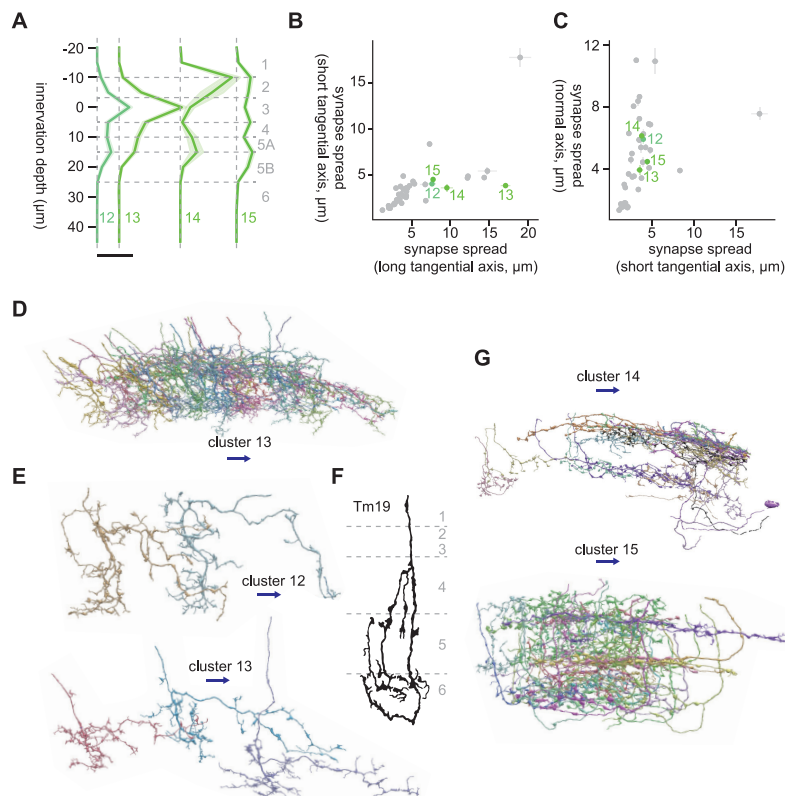 A
-20
-10
0
10
20
30
40
innervation depth (µm)
1
2
3
4
5A
5B
6
12
13
14
15
B
synapse spread
(short tangential axis, µm)
15
10
5
15
12
14
13
5
10
15
20
synapse spread
(long tangential axis, µm)
C
synapse spread
(normal axis, µm)
12
8
4
14
12
15
13
5
10
15
synapse spread
(short tangential axis, µm)
D
cluster 13
E
cluster 12
cluster 13
F
Tm19
1
2
3
4
5
6
G
cluster 14
cluster 15